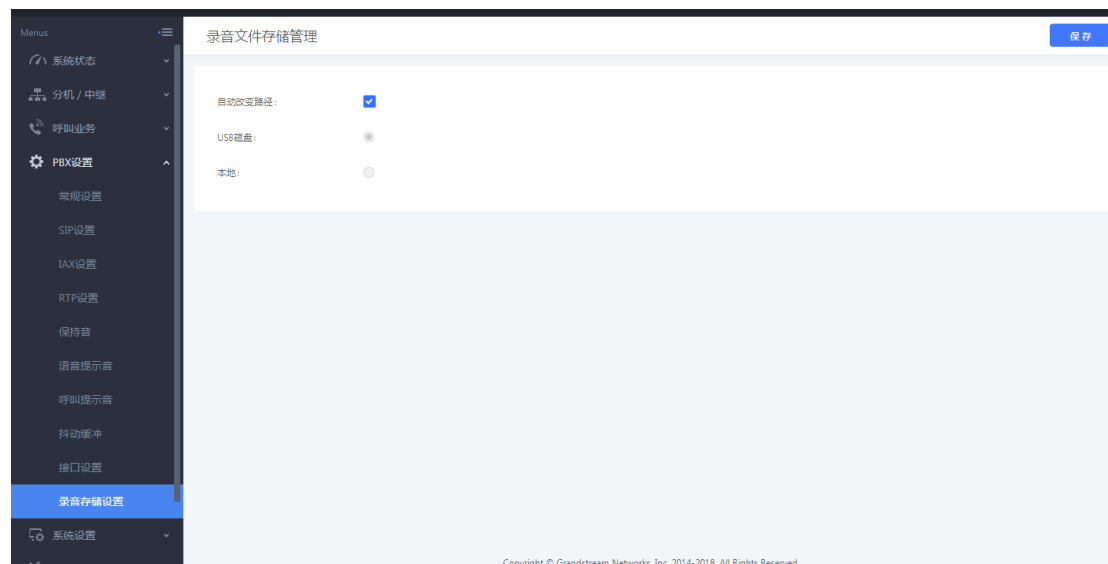 Menus
录音文件存储管理
保存
系统状态
分机 / 中继
呼叫业务
PBX设置
常规设置
SIP设置
IAX设置
RTP设置
保持音
语音提示音
呼叫提示音
抖动缓冲
接口设置
录音存储设置
系统设置
自动改变路径:
USB磁盘:
本地:
Copyright © Grandstream Networks, Inc. 2014-2018. All Rights Reserved.